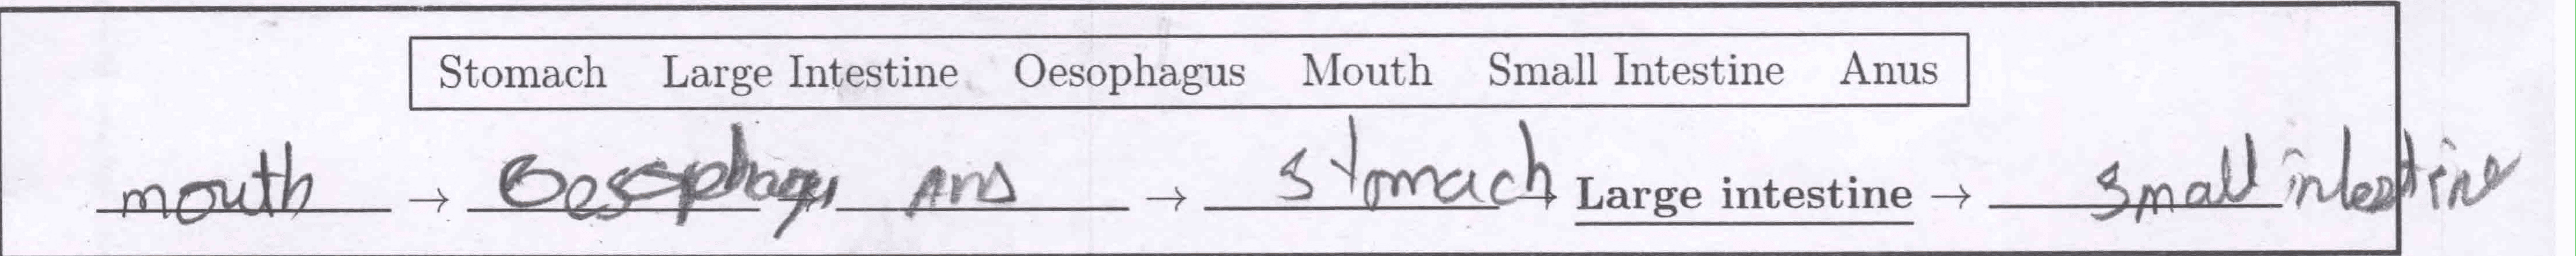 Stomach Large Intestine Oesophagus Mouth Small Intestine Anus
mouth → Oesophagus Ans → stomach → Large intestine → small intestine